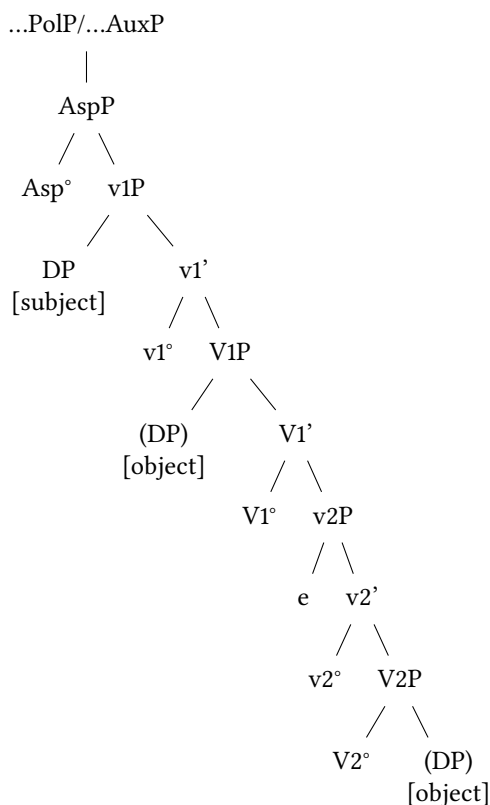 ...PolP/...AuxP
AspP
Asp° v1P
DP v1’
[subject]
v1° V1P
(DP) V1’
[object]
V1° v2P
e v2’
v2° V2P
V2° (DP)
[object]